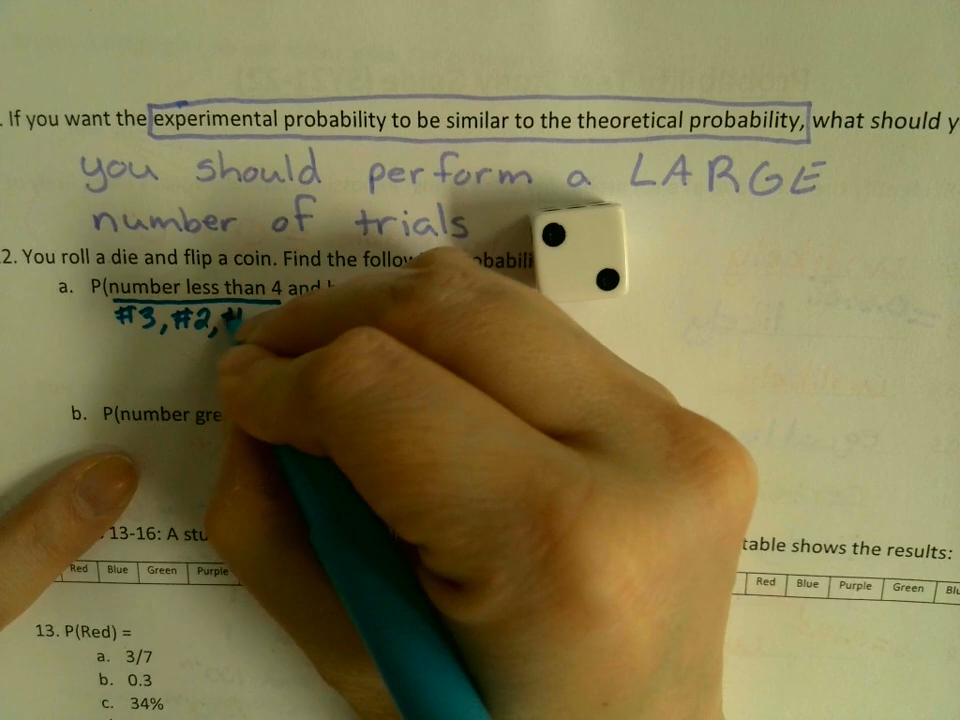 . If you want the experimental probability to be similar to the theoretical probability, what should y
you should perform a LARGE
number of trials
2. You roll a die and flip a coin. Find the
a. P(number less than 4 and
#3, #2, #
b. P(number gre
13-16: A stu table shows the results:
Red Blue Green Purple Red Blue Purple Green Blu
13. P(Red) =
a. 3/7
b. 0.3
c. 34%